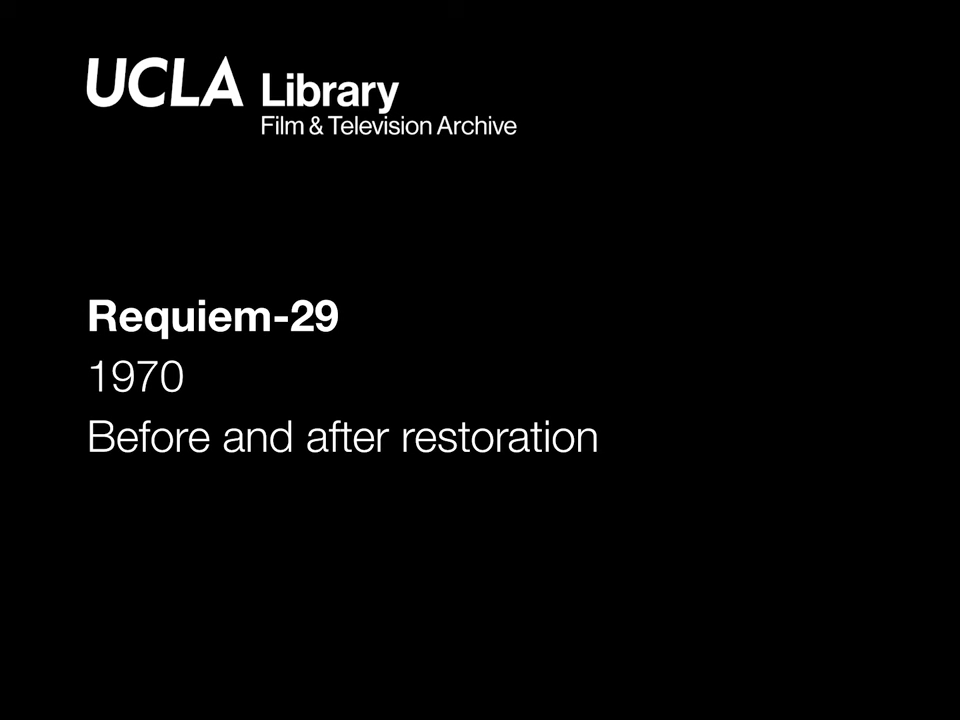 UCLA Library
Film & Television Archive
Requiem-29
1970
Before and after restoration